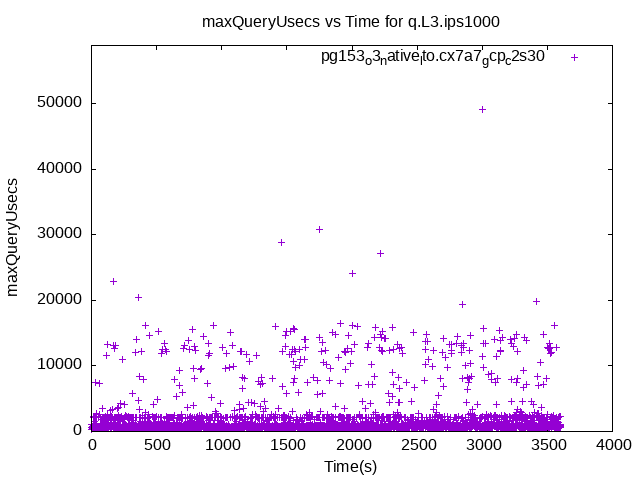 maxQueryUsecs vs Time for q.L3.ips1000
pg153o3native lto.cx7a7gcpc2s30
50000
40000
30000
20000
10000
0
maxQueryUsecs
0 500 1000 1500 2000 2500 3000 3500 4000
Time(s)